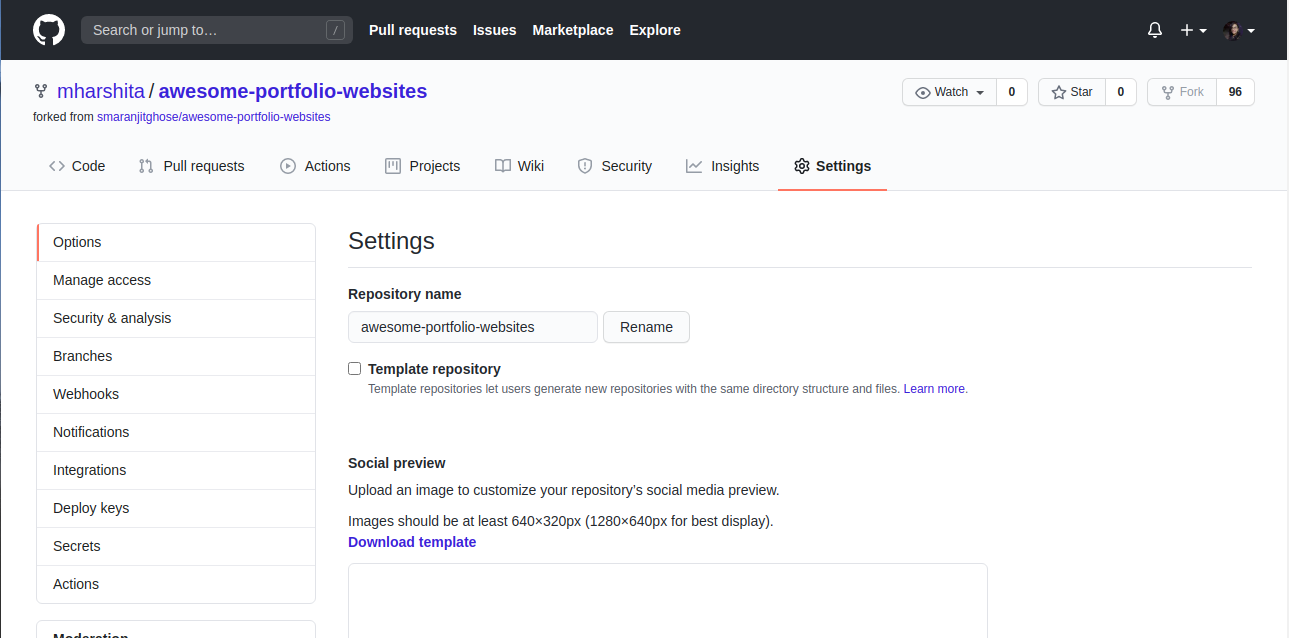 Search or jump to… /
Pull requests Issues Marketplace Explore
mharshita / awesome-portfolio-websites
forked from smaranjitghose/awesome-portfolio-websites
Watch 0 Star 0 Fork 96
Code Pull requests Actions Projects Wiki Security Insights Settings
Options
Manage access
Security & analysis
Branches
Webhooks
Notifications
Integrations
Deploy keys
Secrets
Actions
Moderation
Settings
Repository name
awesome-portfolio-websites Rename
Template repository
Template repositories let users generate new repositories with the same directory structure and files. Learn more.
Social preview
Upload an image to customize your repository’s social media preview.
Images should be at least 640×320px (1280×640px for best display).
Download template